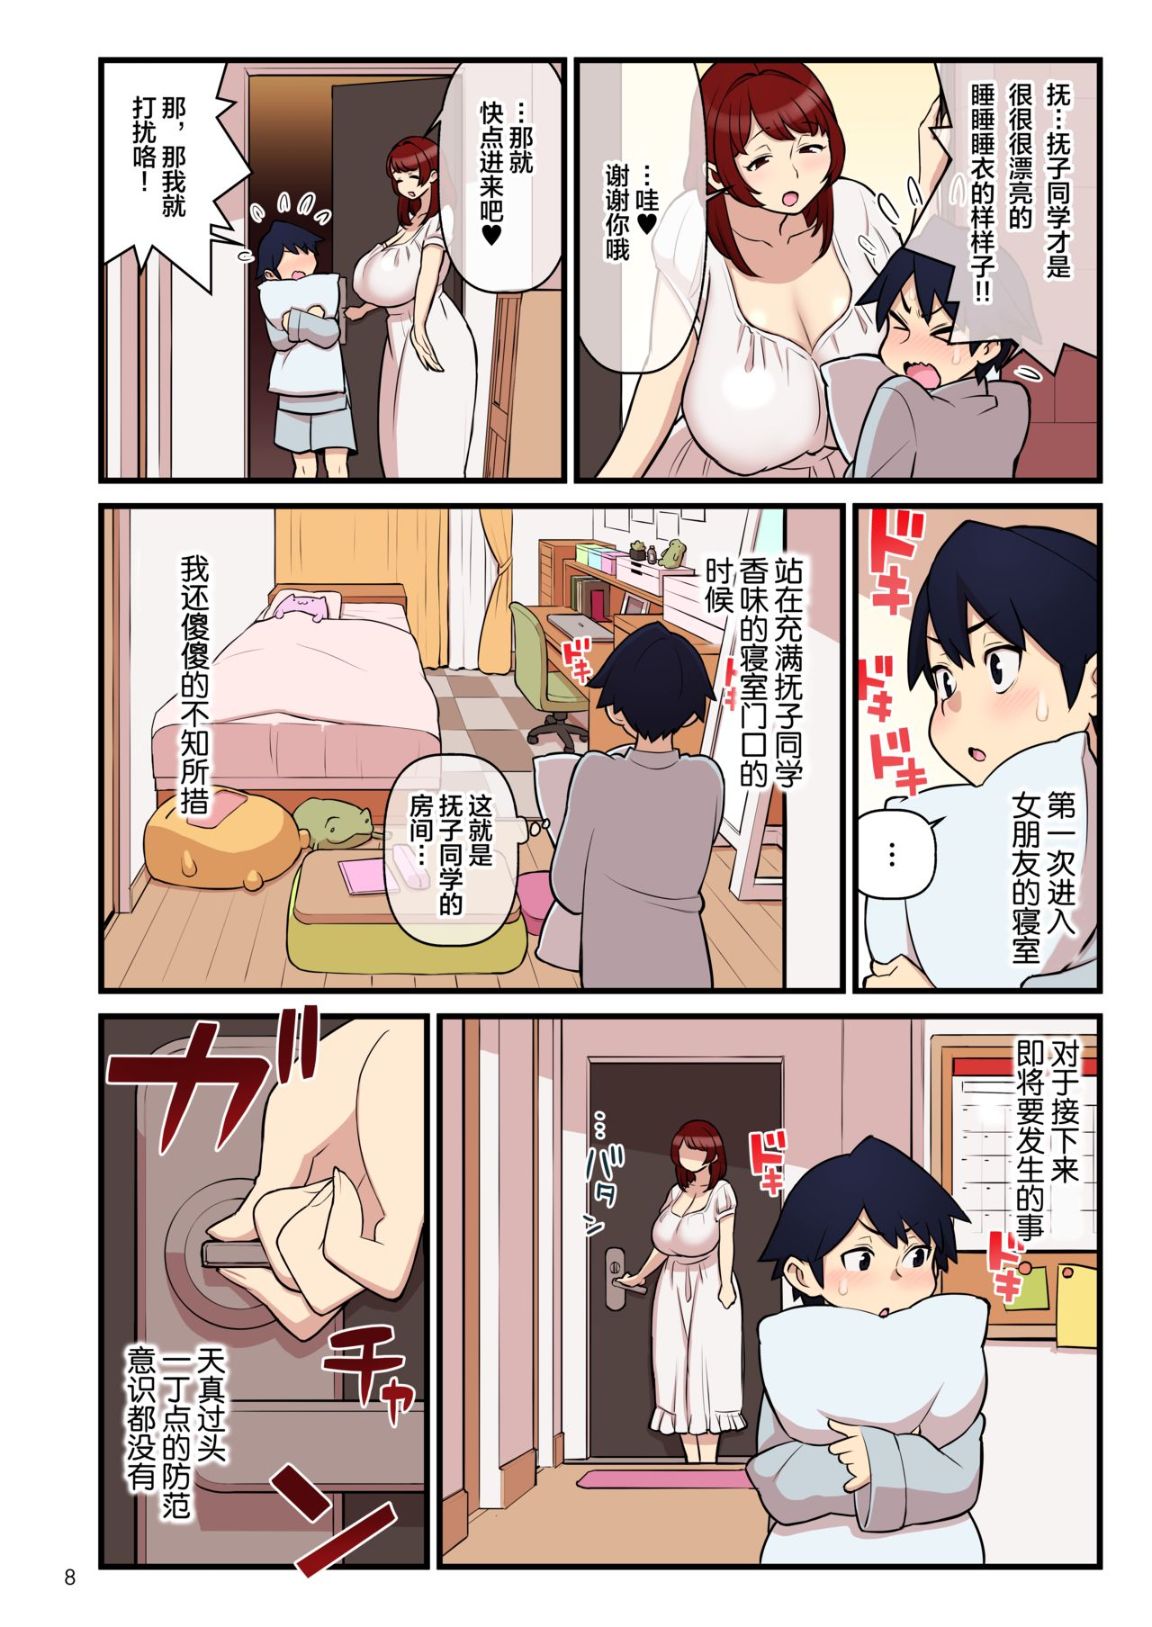 抚…抚子同学才是
很很很漂亮的
睡睡睡衣的样样子!!
…哇♥
谢谢你哦
…那就
快点进来吧♥
那,那我就
打扰咯!
ドキ
ドキ
ドキ
第一次进入
女朋友的寝室
…
站在充满抚子同学
香味的寝室门口的
时候
ドキ
ドキ
这就是
抚子同学的
房间…
我还傻傻的不知所措
对于接下来
即将要发生的事
ドキ
ドキ
…バタン
ガチャン
天真过头
一丁点的防范
意识都没有
8